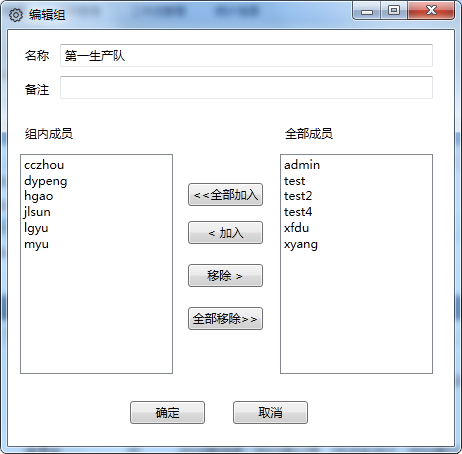 编辑组
名称
第一生产队
备注
组内成员
全部成员
cczhou
dypeng
hgao
jlsun
lgyu
myu
<<全部加入
< 加入
移除 >
全部移除>>
admin
test
test2
test4
xfdu
xyang
确定
取消